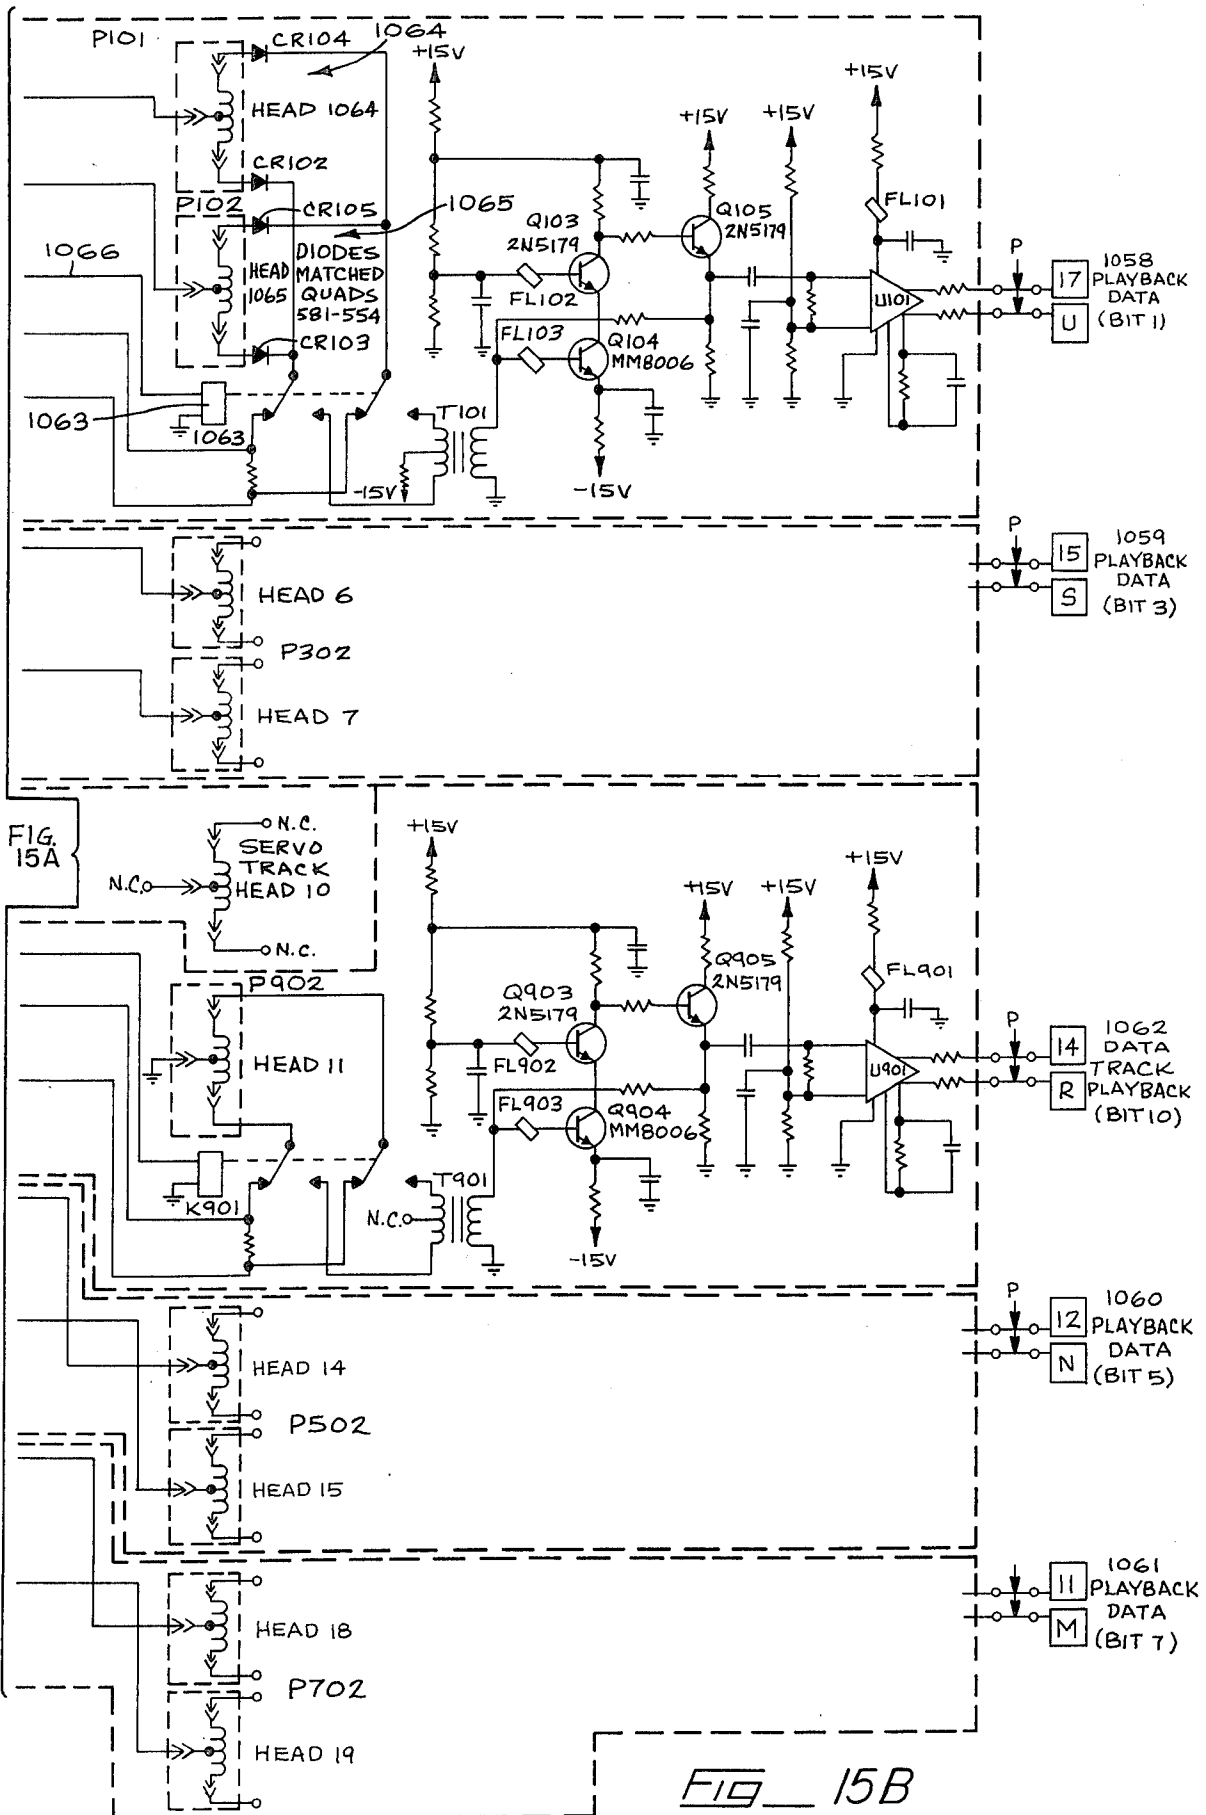 P101
CR104
1064
+15V
HEAD 1064
CR102
P102
CR105
1065
1066
DIODES
MATCHED
QUADS
581-554
HEAD
1065
CR103
1063
1063
T101
-15V
Q103
2N5179
FL102
FL103
Q104
MM8006
-15V
+15V
Q105
2N5179
+15V
+15V
FL101
U101
P
17
U
1058
PLAYBACK
DATA
(BIT 1)
HEAD 6
P302
HEAD 7
P
15
S
1059
PLAYBACK
DATA
(BIT 3)
FIG.
15A
N.C.
SERVO
TRACK
HEAD 10
N.C.
N.C.
P902
HEAD 11
K901
+15V
N.C.
T901
Q903
2N5179
FL902
FL903
Q904
MM8006
-15V
+15V
Q905
2N5179
+15V
+15V
FL901
U901
P
14
R
1062
DATA
TRACK
PLAYBACK
(BIT 10)
HEAD 14
P502
HEAD 15
P
12
N
1060
PLAYBACK
DATA
(BIT 5)
HEAD 18
P702
HEAD 19
11
M
1061
PLAYBACK
DATA
(BIT 7)
FIG__15B